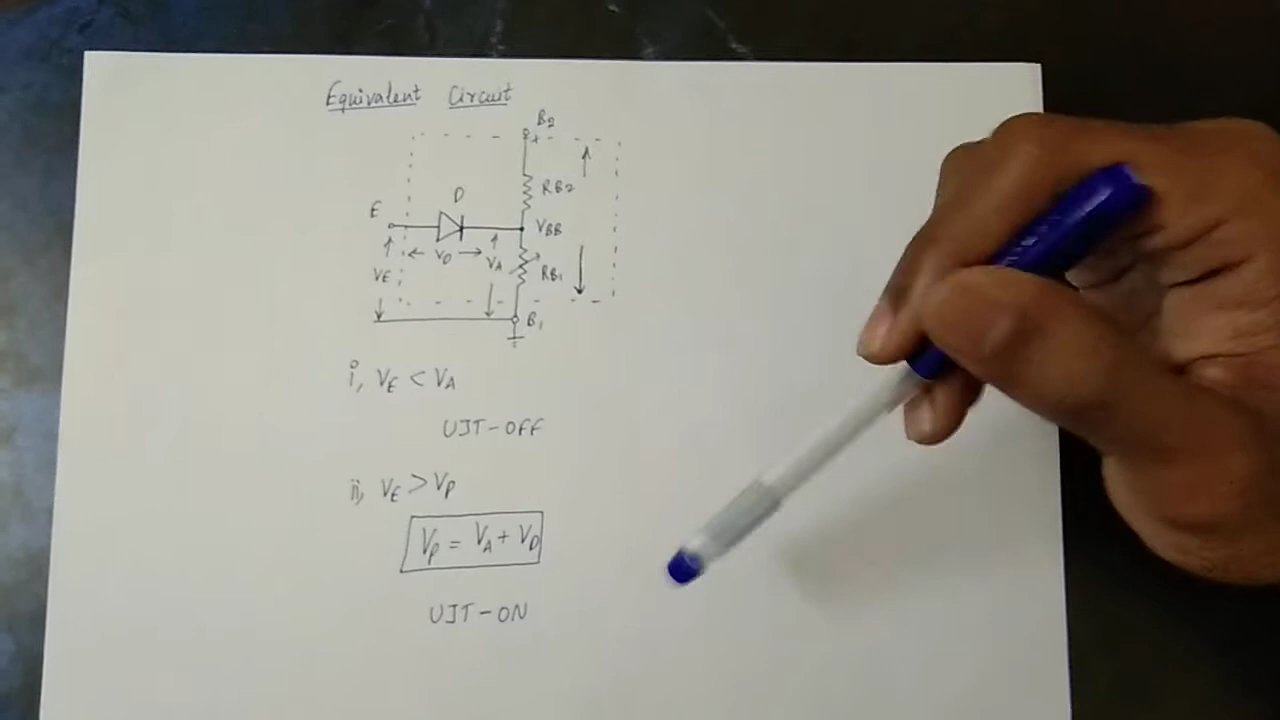 Equivalent Circuit
B2
+
RB2
D
E
VBB
VD
VA
VE
RB1
B1
i, VE < VA
UJT-OFF
ii, VE > VP
VP = VA + VD
UJT-ON